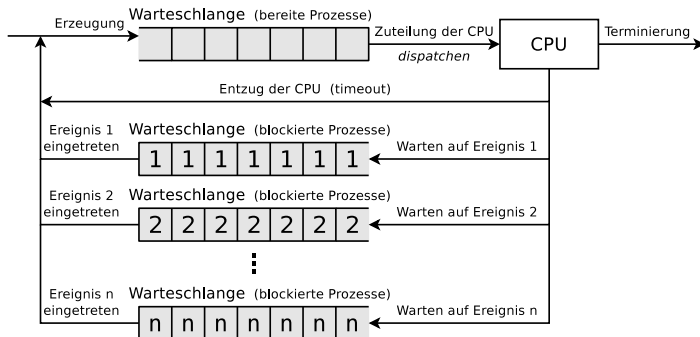 Erzeugung
Warteschlange (bereite Prozesse)
Zuteilung der CPU
dispatchen
CPU
Terminierung
Entzug der CPU (timeout)
Ereignis 1
eingetreten
Warteschlange (blockierte Prozesse)
1 1 1 1 1 1 1
Warten auf Ereignis 1
Ereignis 2
eingetreten
Warteschlange (blockierte Prozesse)
2 2 2 2 2 2 2
Warten auf Ereignis 2
Ereignis n
eingetreten
Warteschlange (blockierte Prozesse)
n n n n n n n
Warten auf Ereignis n